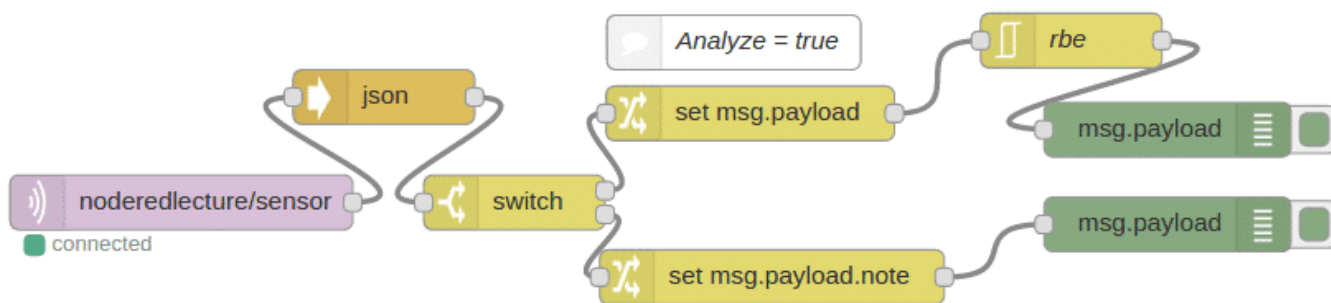 Analyze = true
rbe
json
set msg.payload
msg.payload
noderedlecture/sensor
switch
msg.payload
connected
set msg.payload.note